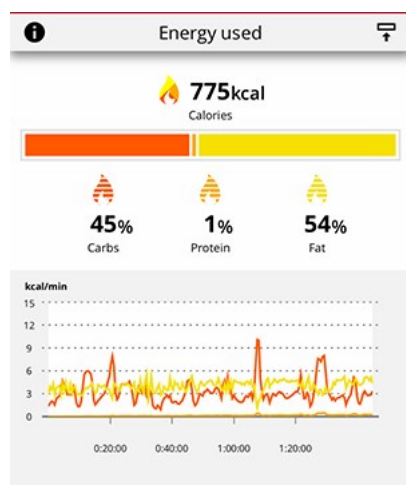 Energy used
775kcal
Calories
45% 1% 54%
Carbs Protein Fat
kcal/min
15
12
9
6
3
0
0:20:00 0:40:00 1:00:00 1:20:00